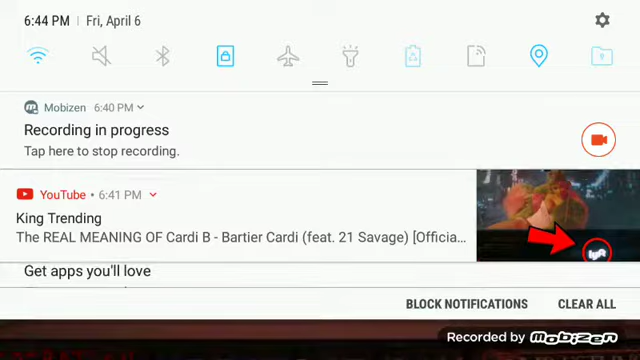 6:44 PM | Fri, April 6
Mobizen 6:40 PM
Recording in progress
Tap here to stop recording.
YouTube • 6:41 PM
King Trending
The REAL MEANING OF Cardi B - Bartier Cardi (feat. 21 Savage) [Officia...
lyft
Get apps you'll love
BLOCK NOTIFICATIONS CLEAR ALL
Recorded by Mobizen